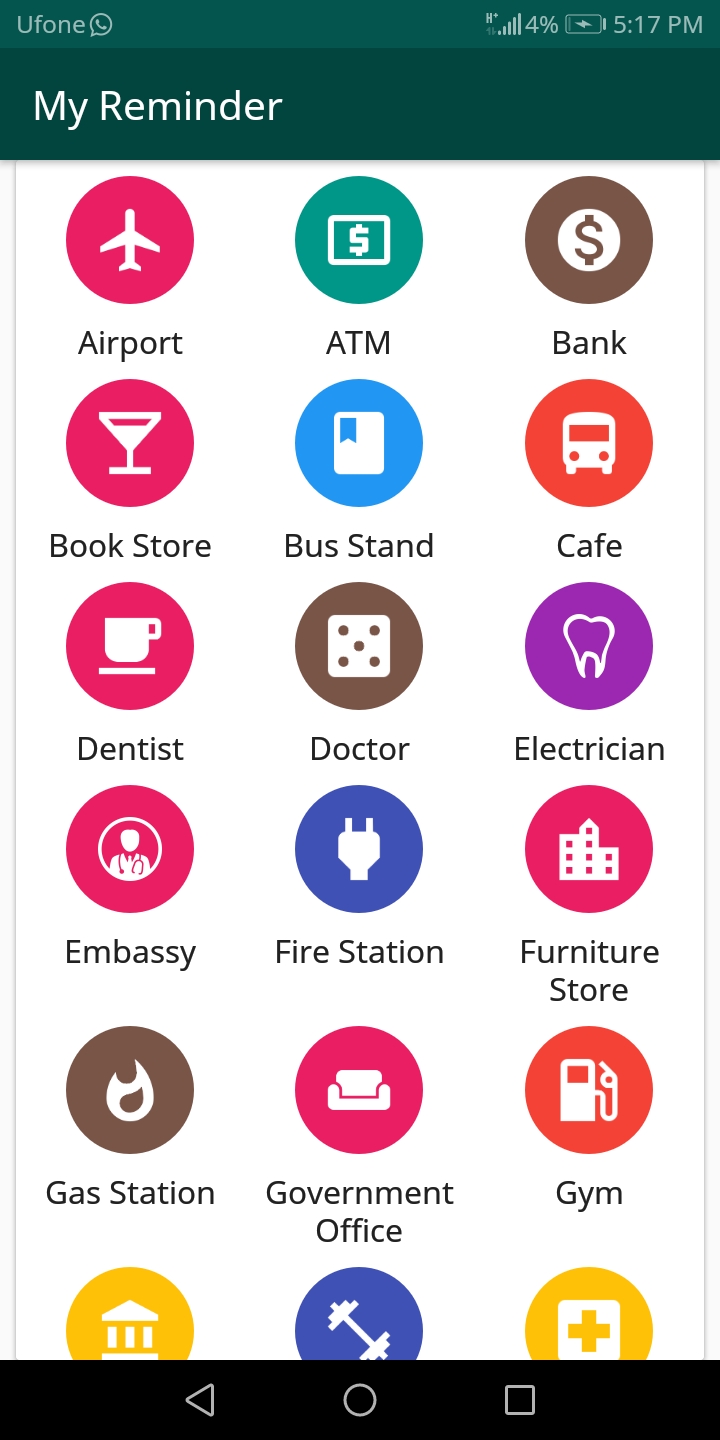 Ufone H+ 4% 5:17 PM
My Reminder
Airport ATM Bank
Book Store Bus Stand Cafe
Dentist Doctor Electrician
Embassy Fire Station Furniture
Store
Gas Station Government Gym
Office